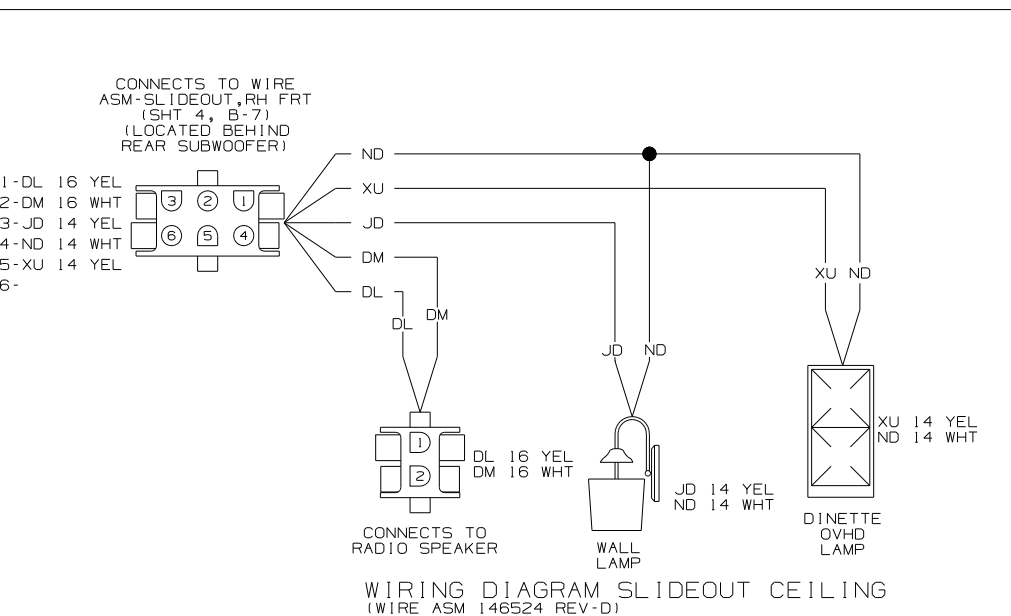 CONNECTS TO WIRE
ASM-SLIDEOUT,RH FRT
(SHT 4, B-7)
(LOCATED BEHIND
REAR SUBWOOFER)
1-DL 16 YEL
2-DM 16 WHT
3-JD 14 YEL
4-ND 14 WHT
5-XU 14 YEL
6-
3 2 1
6 5 4
ND
XU
JD
DM
DL
XU ND
DL
DM
JD ND
1
2
DL 16 YEL
DM 16 WHT
CONNECTS TO
RADIO SPEAKER
JD 14 YEL
ND 14 WHT
WALL
LAMP
XU 14 YEL
ND 14 WHT
DINETTE
OVHD
LAMP
WIRING DIAGRAM SLIDEOUT CEILING
(WIRE ASM 146524 REV-D)